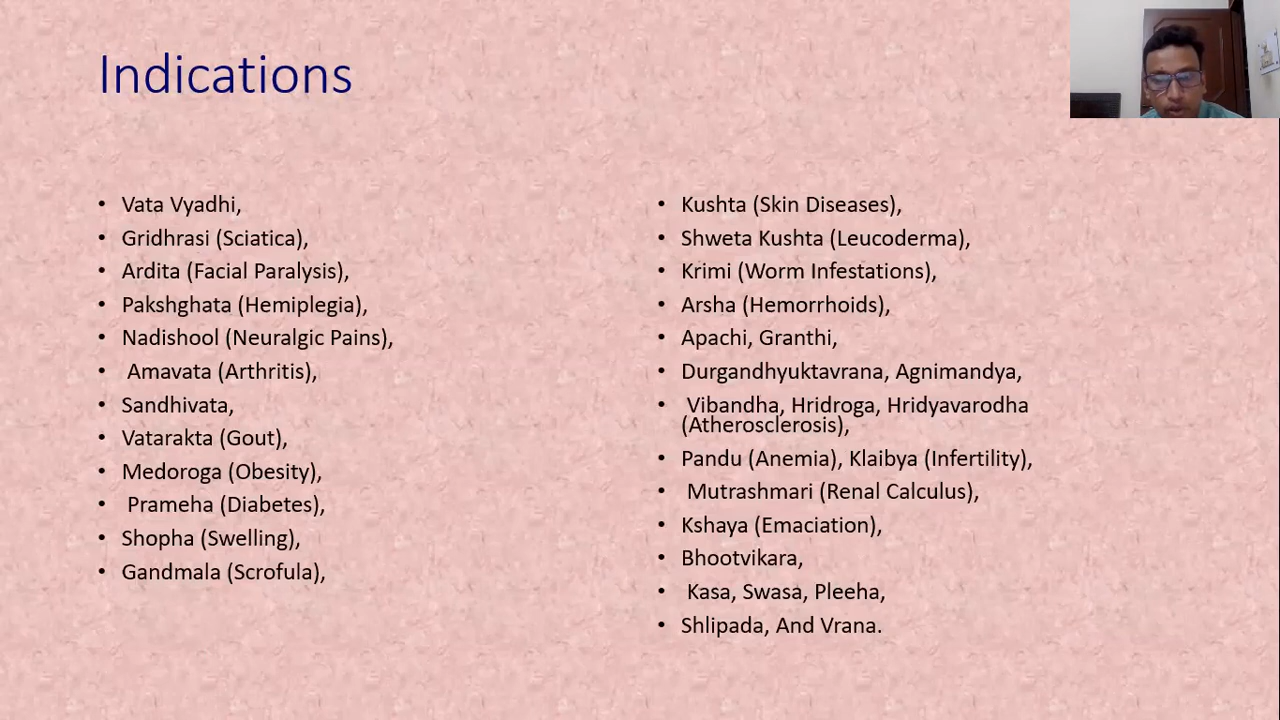 Indications
• Vata Vyadhi,
• Gridhrasi (Sciatica),
• Ardita (Facial Paralysis),
• Pakshghata (Hemiplegia),
• Nadishool (Neuralgic Pains),
• Amavata (Arthritis),
• Sandhivata,
• Vatarakta (Gout),
• Medoroga (Obesity),
• Prameha (Diabetes),
• Shopha (Swelling),
• Gandmala (Scrofula),
• Kushta (Skin Diseases),
• Shweta Kushta (Leucoderma),
• Krimi (Worm Infestations),
• Arsha (Hemorrhoids),
• Apachi, Granthi,
• Durgandhyuktavrana, Agnimandya,
• Vibandha, Hridroga, Hridyavarodha
(Atherosclerosis),
• Pandu (Anemia), Klaibya (Infertility),
• Mutrashmari (Renal Calculus),
• Kshaya (Emaciation),
• Bhootvikara,
• Kasa, Swasa, Pleeha,
• Shlipada, And Vrana.